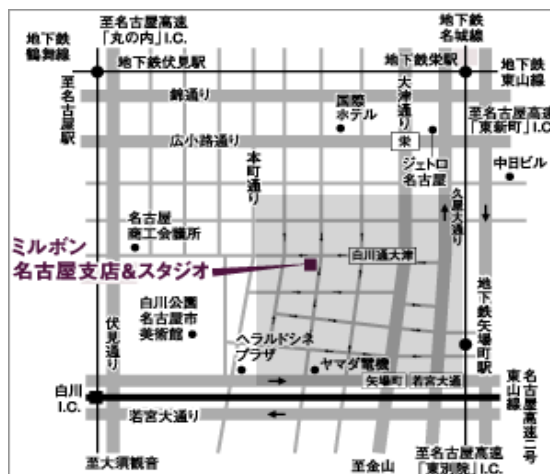 至名古屋高速
「丸の内」I.C.
地下鉄
鶴舞線
地下鉄
名城線
地下鉄伏見駅
地下鉄栄駅
地下鉄
東山線
至名古屋駅
錦通り
国際
ホテル
大津通り
至名古屋高速
「東新町」I.C.
広小路通り
栄
本町通り
ジェトロ
名古屋
中日ビル
久屋大通り
名古屋
商工会議所
ミルボン
名古屋支店&スタジオ
白川通大津
白川公園
名古屋市
美術館
伏見通り
地下鉄矢場町駅
ヘラルドシネ
プラザ
ヤマダ電機
矢場町
若宮大通
白川
I.C.
名古屋高速二号
東山線
若宮大通り
至大須観音
至金山
至名古屋高速
「東別院」I.C.